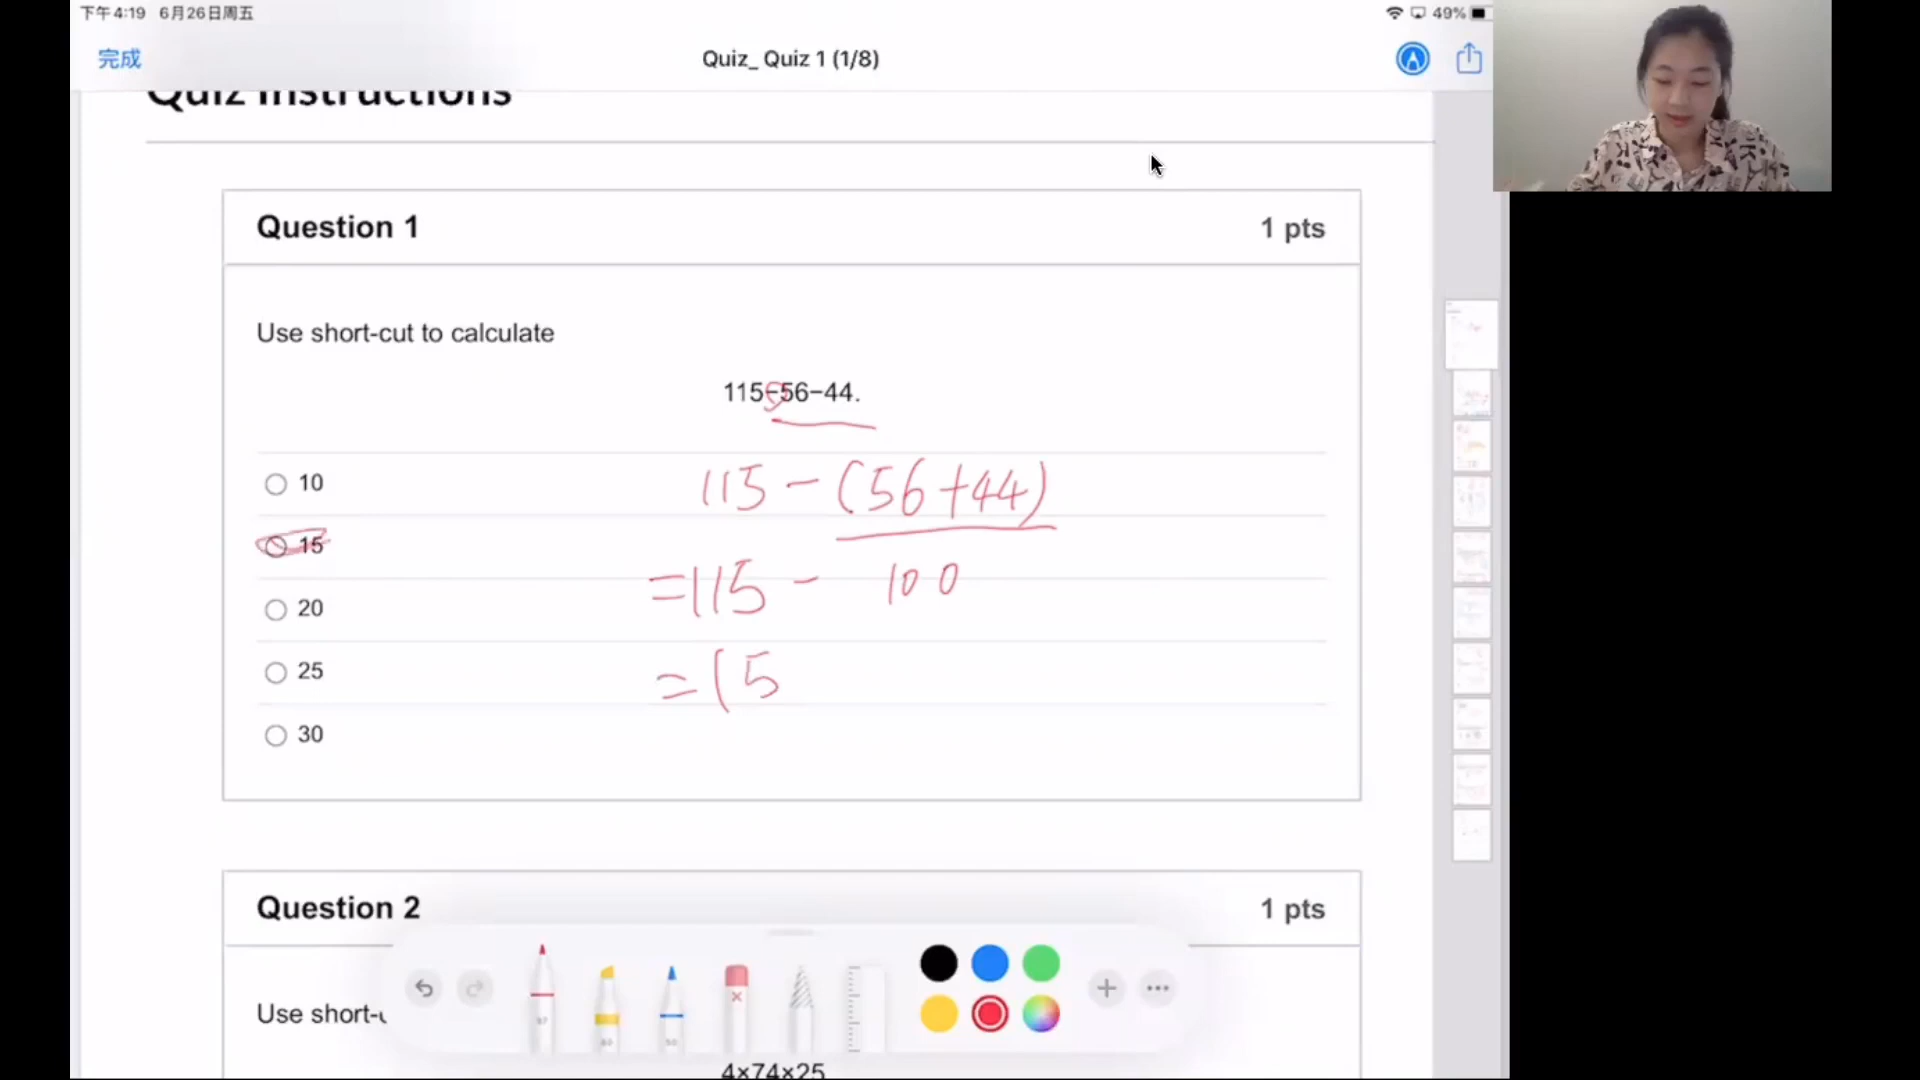 下午4:19 6月26日周五
49%
完成
Quiz_ Quiz 1 (1/8)
Quiz Instructions
Question 1
1 pts
Use short-cut to calculate
115−56−44.
10
15
20
25
30
115 - (56+44)
=115 - 100
=15
Question 2
1 pts
Use short-
4×74×25